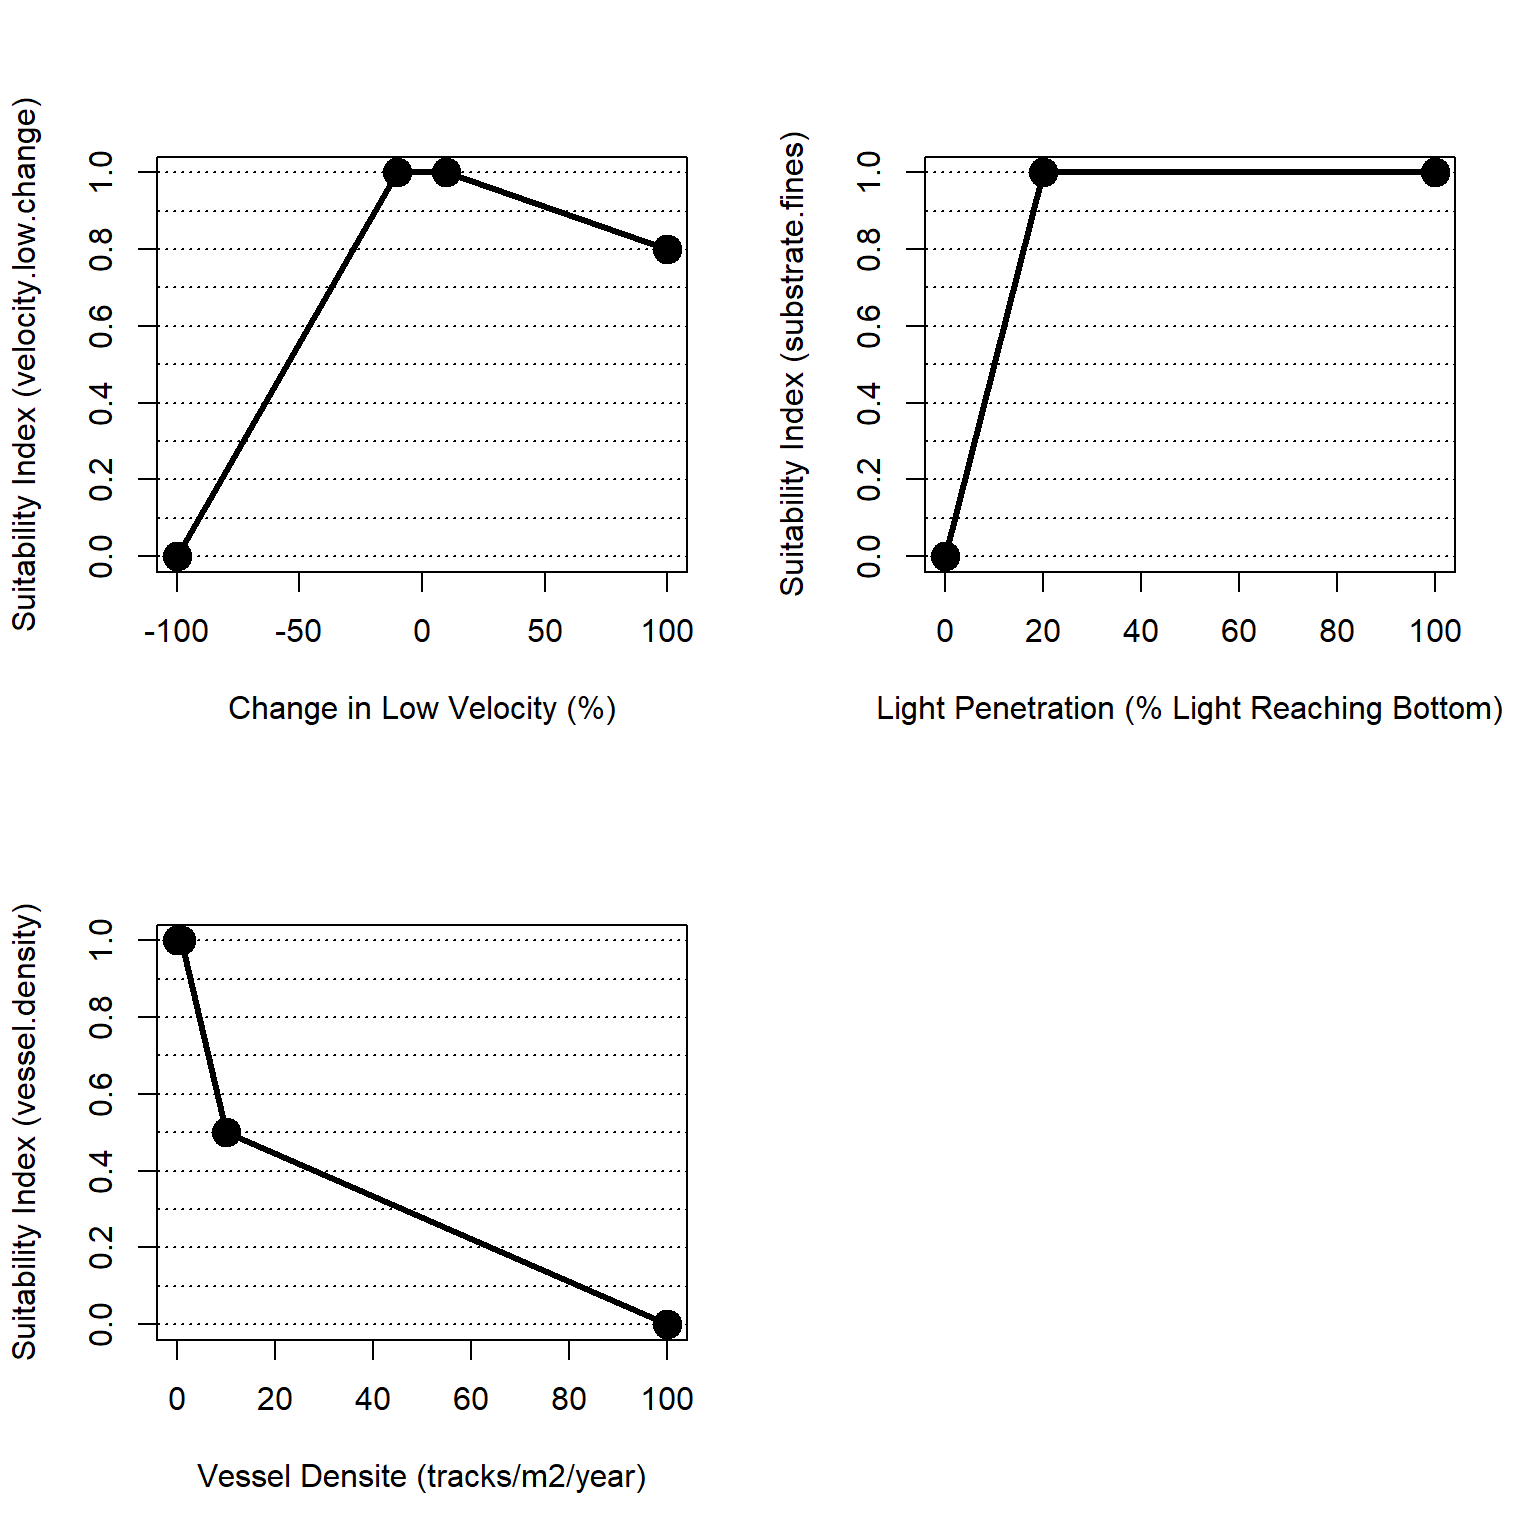 Suitability Index (velocity.low.change)
1.0
0.8
0.6
0.4
0.2
0.0
-100 -50 0 50 100
Change in Low Velocity (%)
Suitability Index (substrate.fines)
1.0
0.8
0.6
0.4
0.2
0.0
0 20 40 60 80 100
Light Penetration (% Light Reaching Bottom)
Suitability Index (vessel.density)
1.0
0.8
0.6
0.4
0.2
0.0
0 20 40 60 80 100
Vessel Densite (tracks/m2/year)